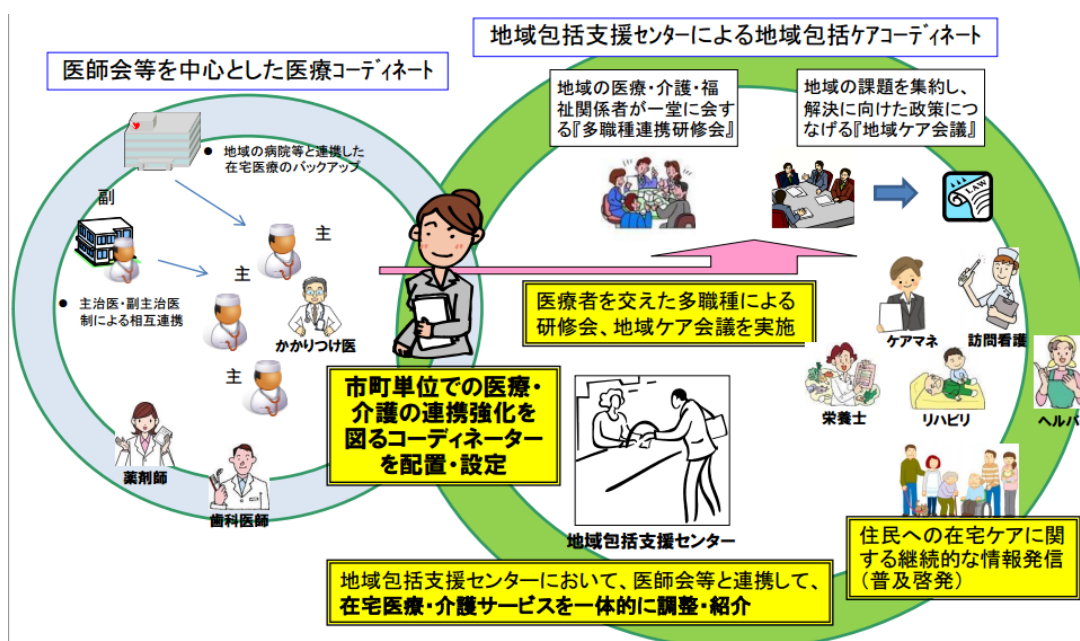 医師会等を中心とした医療コーディネート
地域包括支援センターによる地域包括ケアコーディネート
● 地域の病院等と連携した
在宅医療のバックアップ
副
主
主
主
● 主治医・副主治医
制による相互連携
かかりつけ医
薬剤師
歯科医師
地域の医療・介護・福
祉関係者が一堂に会す
る『多職種連携研修会』
地域の課題を集約し、
解決に向けた政策につ
なげる『地域ケア会議』
LAW
医療者を交えた多職種による
研修会、地域ケア会議を実施
ケアマネ
訪問看護
栄養士
リハビリ
ヘルパ
市町単位での医療・
介護の連携強化を
図るコーディネーター
を配置・設定
地域包括支援センター
住民への在宅ケアに関
する継続的な情報発信
(普及啓発)
地域包括支援センターにおいて、医師会等と連携して、
在宅医療・介護サービスを一体的に調整・紹介